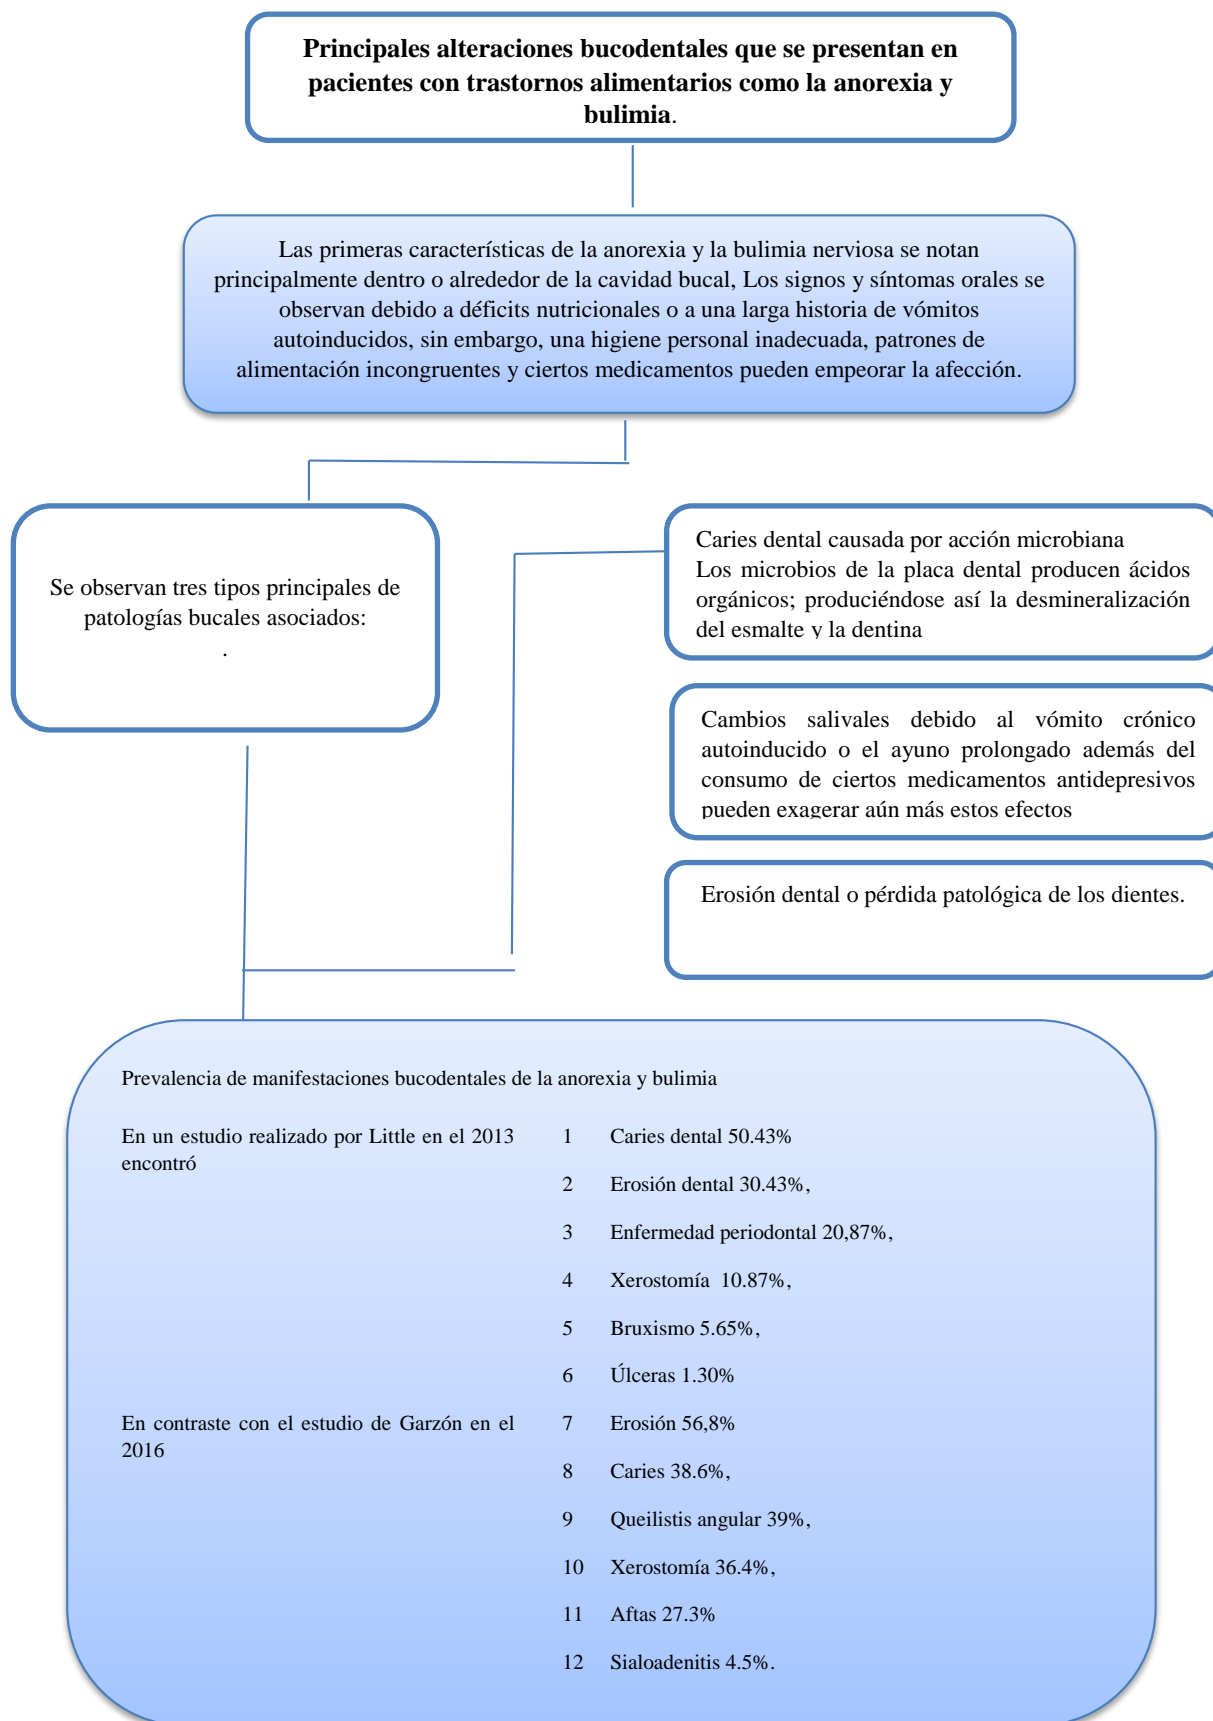 Principales alteraciones bucodentales que se presentan en
pacientes con trastornos alimentarios como la anorexia y
bulimia.
Las primeras características de la anorexia y la bulimia nerviosa se notan
principalmente dentro o alrededor de la cavidad bucal, Los signos y síntomas orales se
observan debido a déficits nutricionales o a una larga historia de vómitos
autoinducidos, sin embargo, una higiene personal inadecuada, patrones de
alimentación incongruentes y ciertos medicamentos pueden empeorar la afección.
Se observan tres tipos principales de
patologías bucales asociados:
.
Caries dental causada por acción microbiana
Los microbios de la placa dental producen ácidos
orgánicos; produciéndose así la desmineralización
del esmalte y la dentina
Cambios salivales debido al vómito crónico
autoinducido o el ayuno prolongado además del
consumo de ciertos medicamentos antidepresivos
pueden exagerar aún más estos efectos
Erosión dental o pérdida patológica de los dientes.
Prevalencia de manifestaciones bucodentales de la anorexia y bulimia
En un estudio realizado por Little en el 2013
encontró
1 Caries dental 50.43%
2 Erosión dental 30.43%,
3 Enfermedad periodontal 20,87%,
4 Xerostomía 10.87%,
5 Bruxismo 5.65%,
6 Úlceras 1.30%
En contraste con el estudio de Garzón en el
2016
7 Erosión 56,8%
8 Caries 38.6%,
9 Queilistis angular 39%,
10 Xerostomía 36.4%,
11 Aftas 27.3%
12 Sialoadenitis 4.5%.